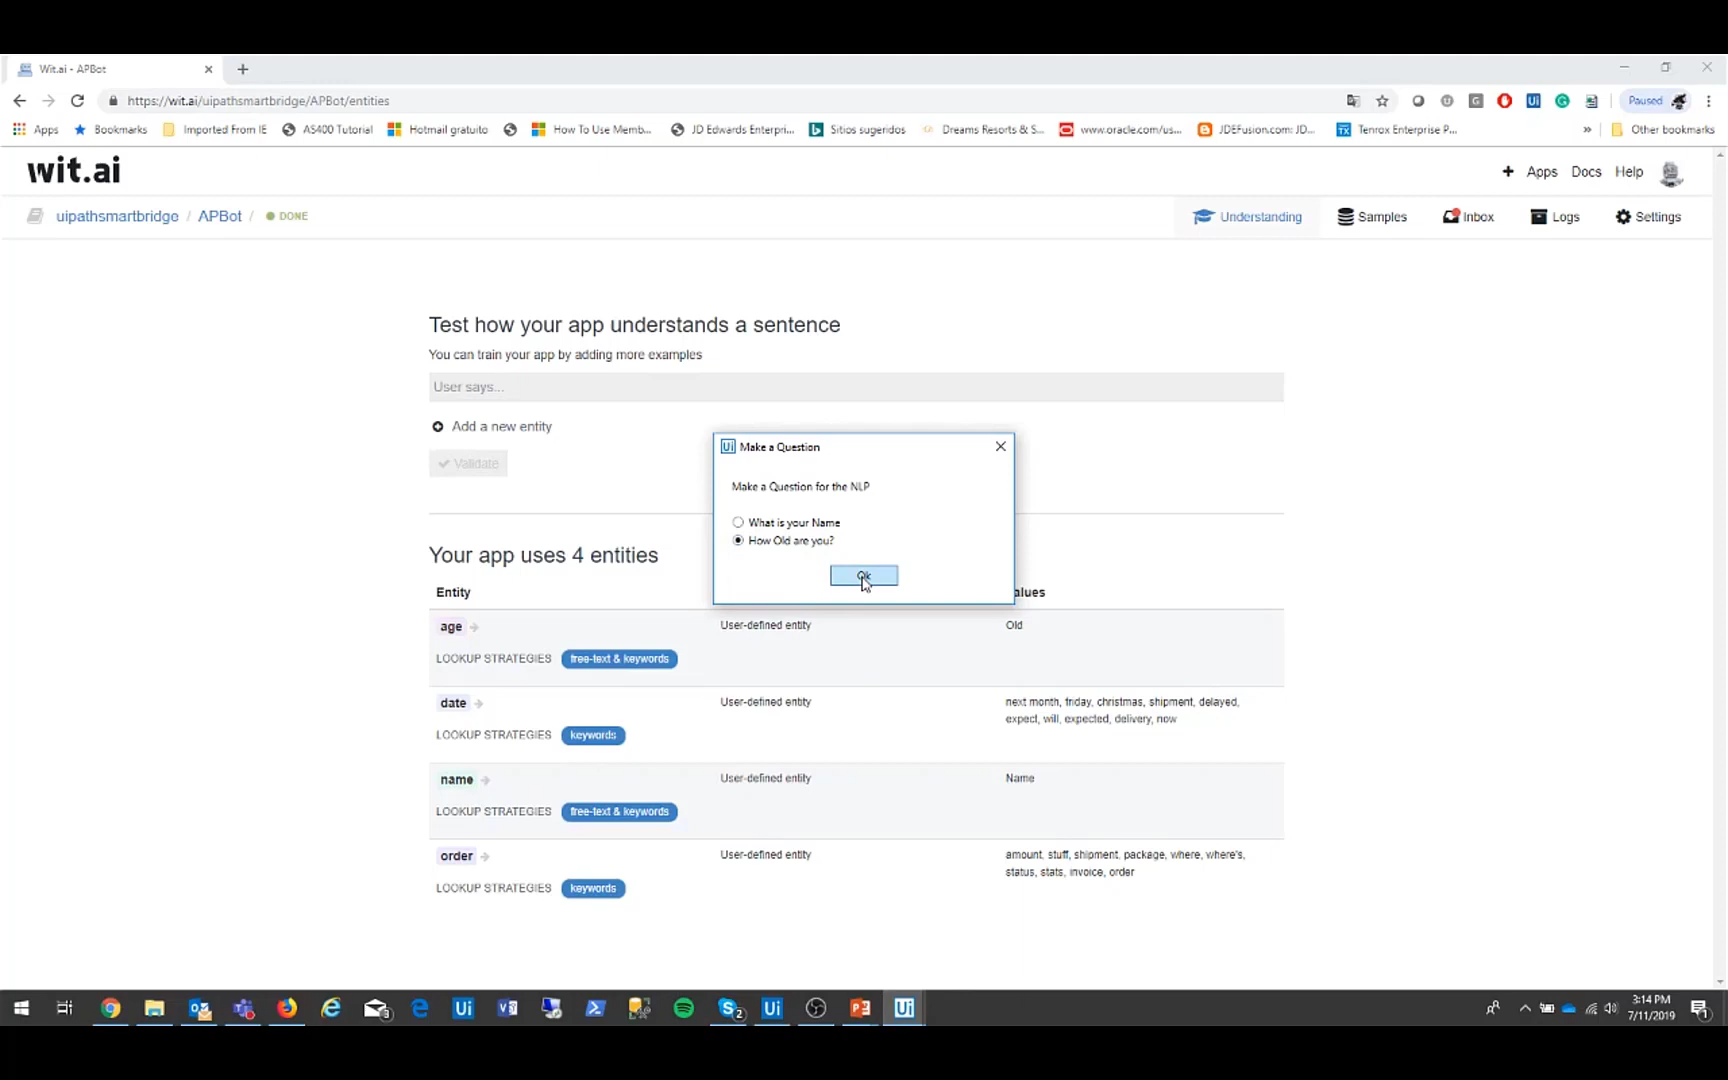 Wit.ai - APBot
https://wit.ai/uipathsmartbridge/APBot/entities
Paused
Apps Bookmarks Imported From IE AS400 Tutorial Hotmail gratuito How To Use Memb... JD Edwards Enterpri... Sitios sugeridos Dreams Resorts & S... www.oracle.com/us... JDEFusion.com: JD... Tenrox Enterprise P... » Other bookmarks
wit.ai
Apps Docs Help
uipathsmartbridge / APBot / DONE
Understanding Samples Inbox Logs Settings
Test how your app understands a sentence
You can train your app by adding more examples
User says...
Add a new entity
Validate
Ui Make a Question
Make a Question for the NLP
What is your Name
How Old are you?
Ok
Your app uses 4 entities
Entity alues
age User-defined entity Old
LOOKUP STRATEGIES free-text & keywords
date User-defined entity next month, friday, christmas, shipment, delayed,
expect, will, expected, delivery, now
LOOKUP STRATEGIES keywords
name User-defined entity Name
LOOKUP STRATEGIES free-text & keywords
order User-defined entity amount, stuff, shipment, package, where, where's,
status, stats, invoice, order
LOOKUP STRATEGIES keywords
3:14 PM
7/11/2019